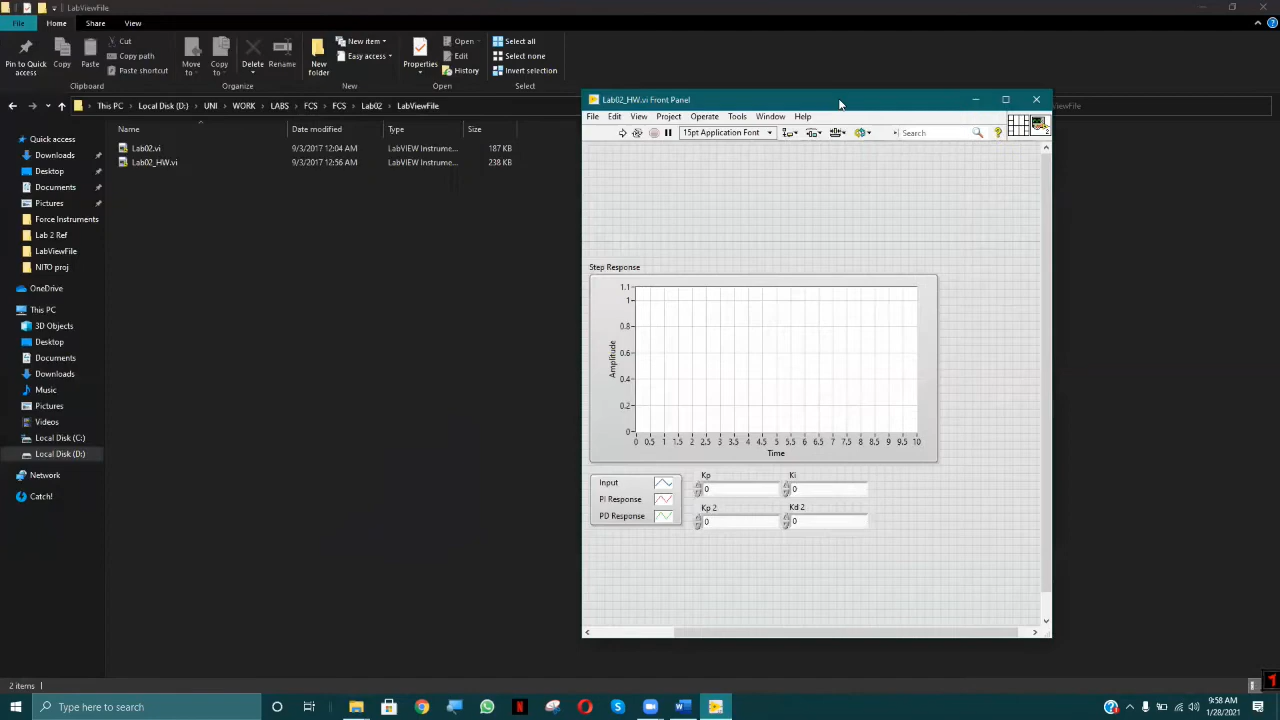 LabViewFile
File Home Share View
Pin to Quick access
Copy
Paste
Cut
Copy path
Paste shortcut
Clipboard
Move to
Copy to
Delete
Rename
Organize
New folder
New item
Easy access
New
Properties
Open
Edit
History
Open
Select all
Select none
Invert selection
Select
This PC Local Disk (D:) UNI WORK LABS FCS FCS Lab02 LabViewFile
Name Date modified Type Size
Lab02.vi 9/3/2017 12:04 AM LabVIEW Instrume... 187 KB
Lab02_HW.vi 9/3/2017 12:56 AM LabVIEW Instrume... 238 KB
Quick access
Downloads
Desktop
Documents
Pictures
Force Instruments
Lab 2 Ref
LabViewFile
NITO proj
OneDrive
This PC
3D Objects
Desktop
Documents
Downloads
Music
Pictures
Videos
Local Disk (C:)
Local Disk (D:)
Network
Catch!
2 items
Lab02_HW.vi Front Panel
File Edit View Project Operate Tools Window Help
15pt Application Font
Search
?
Step Response
1.1
1
0.8
0.6
0.4
0.2
0
Amplitude
0 0.5 1 1.5 2 2.5 3 3.5 4 4.5 5 5.5 6 6.5 7 7.5 8 8.5 9 9.5 10
Time
Input
PI Response
PD Response
Kp Ki
0 0
Kp 2 Kd 2
0 0
Type here to search
9:58 AM
1/28/2021
1